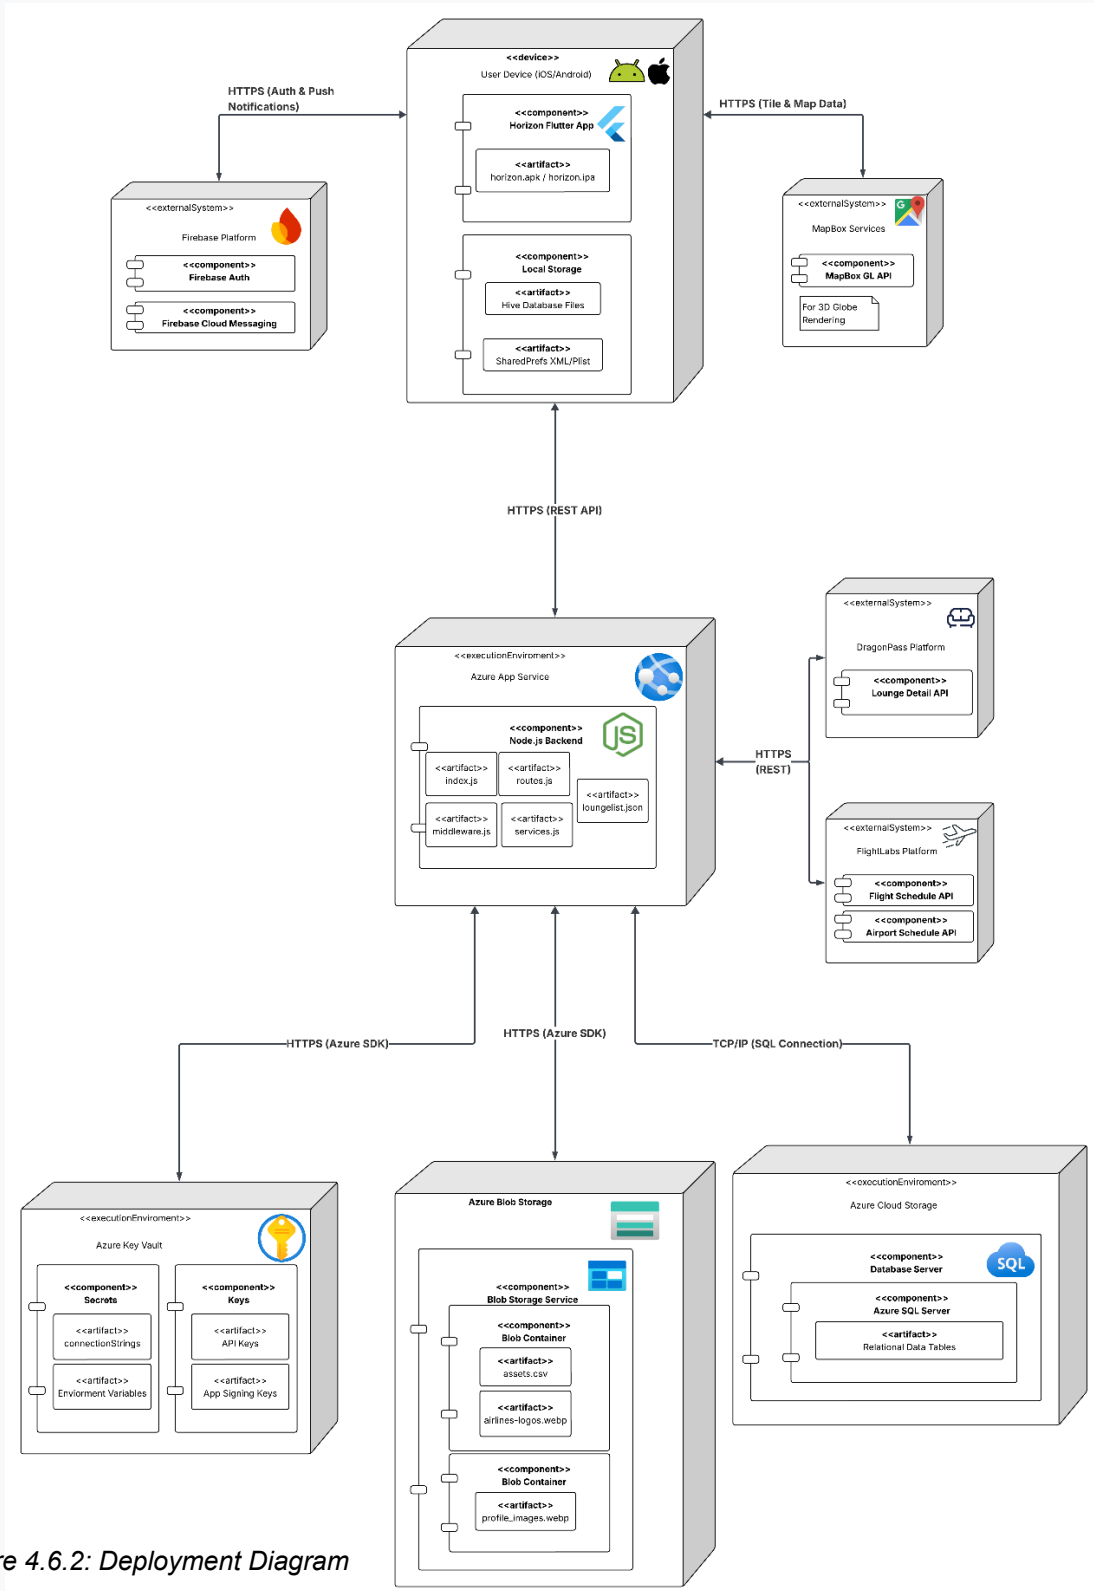 <<device>>
User Device (iOS/Android)
<<component>>
Horizon Flutter App
<<artifact>>
horizon.apk / horizon.ipa
<<component>>
Local Storage
<<artifact>>
Hive Database Files
<<artifact>>
SharedPrefs XML/Plist
HTTPS (Auth & Push
Notifications)
HTTPS (Tile & Map Data)
<<externalSystem>>
Firebase Platform
<<component>>
Firebase Auth
<<component>>
Firebase Cloud Messaging
<<externalSystem>>
G
MapBox Services
<<component>>
MapBox GL API
For 3D Globe
Rendering
HTTPS (REST API)
<<executionEnviroment>>
Azure App Service
<<component>>
Node.js Backend
JS
<<artifact>>
index.js
<<artifact>>
routes.js
<<artifact>>
loungelist.json
<<artifact>>
middleware.js
<<artifact>>
services.js
HTTPS
(REST)
<<externalSystem>>
DragonPass Platform
<<component>>
Lounge Detail API
<<externalSystem>>
FlightLabs Platform
<<component>>
Flight Schedule API
<<component>>
Airport Schedule API
HTTPS (Azure SDK)
HTTPS (Azure SDK)
TCP/IP (SQL Connection)
<<executionEnviroment>>
Azure Key Vault
<<component>>
Secrets
<<artifact>>
connectionStrings
<<artifact>>
Enviorment Variables
<<component>>
Keys
<<artifact>>
API Keys
<<artifact>>
App Signing Keys
Azure Blob Storage
<<component>>
Blob Storage Service
<<component>>
Blob Container
<<artifact>>
assets.csv
<<artifact>>
airlines-logos.webp
<<component>>
Blob Container
<<artifact>>
profile_images.webp
<<executionEnviroment>>
Azure Cloud Storage
<<component>>
Database Server
SQL
<<component>>
Azure SQL Server
<<artifact>>
Relational Data Tables
re 4.6.2: Deployment Diagram